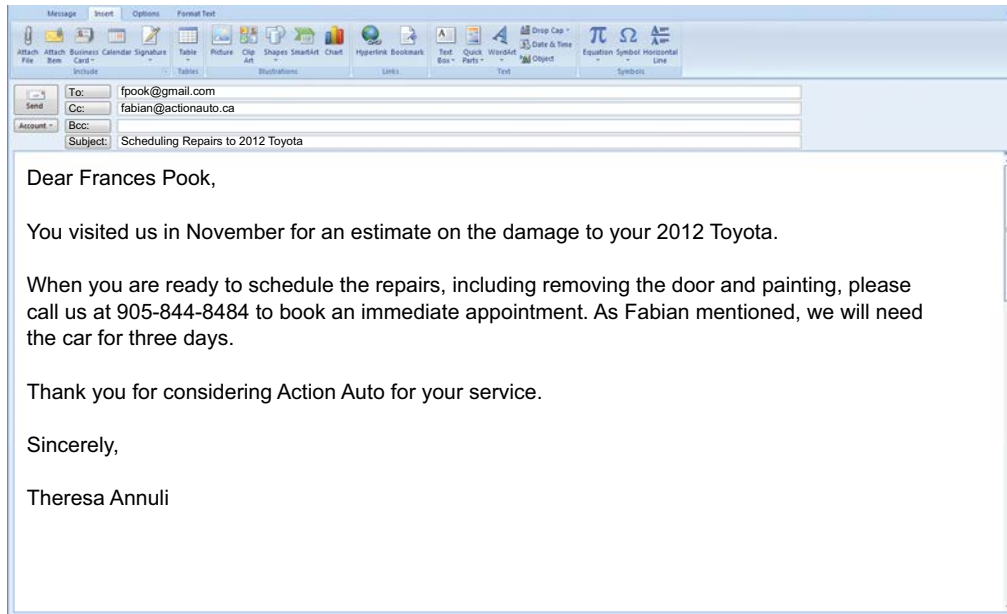 Message Insert Options Format Text
Attach File Attach Item Business Card Calendar Signature Table Picture Clip Art Shapes SmartArt Chart Hyperlink Bookmark Text Box Quick Parts WordArt Drop Cap Date & Time Object Equation Symbol Horizontal Line
Include Tables Illustrations Links Text Symbols
Send
Account
To: fpook@gmail.com
Cc: fabian@actionauto.ca
Bcc:
Subject: Scheduling Repairs to 2012 Toyota
Dear Frances Pook,
You visited us in November for an estimate on the damage to your 2012 Toyota.
When you are ready to schedule the repairs, including removing the door and painting, please
call us at 905-844-8484 to book an immediate appointment. As Fabian mentioned, we will need
the car for three days.
Thank you for considering Action Auto for your service.
Sincerely,
Theresa Annuli